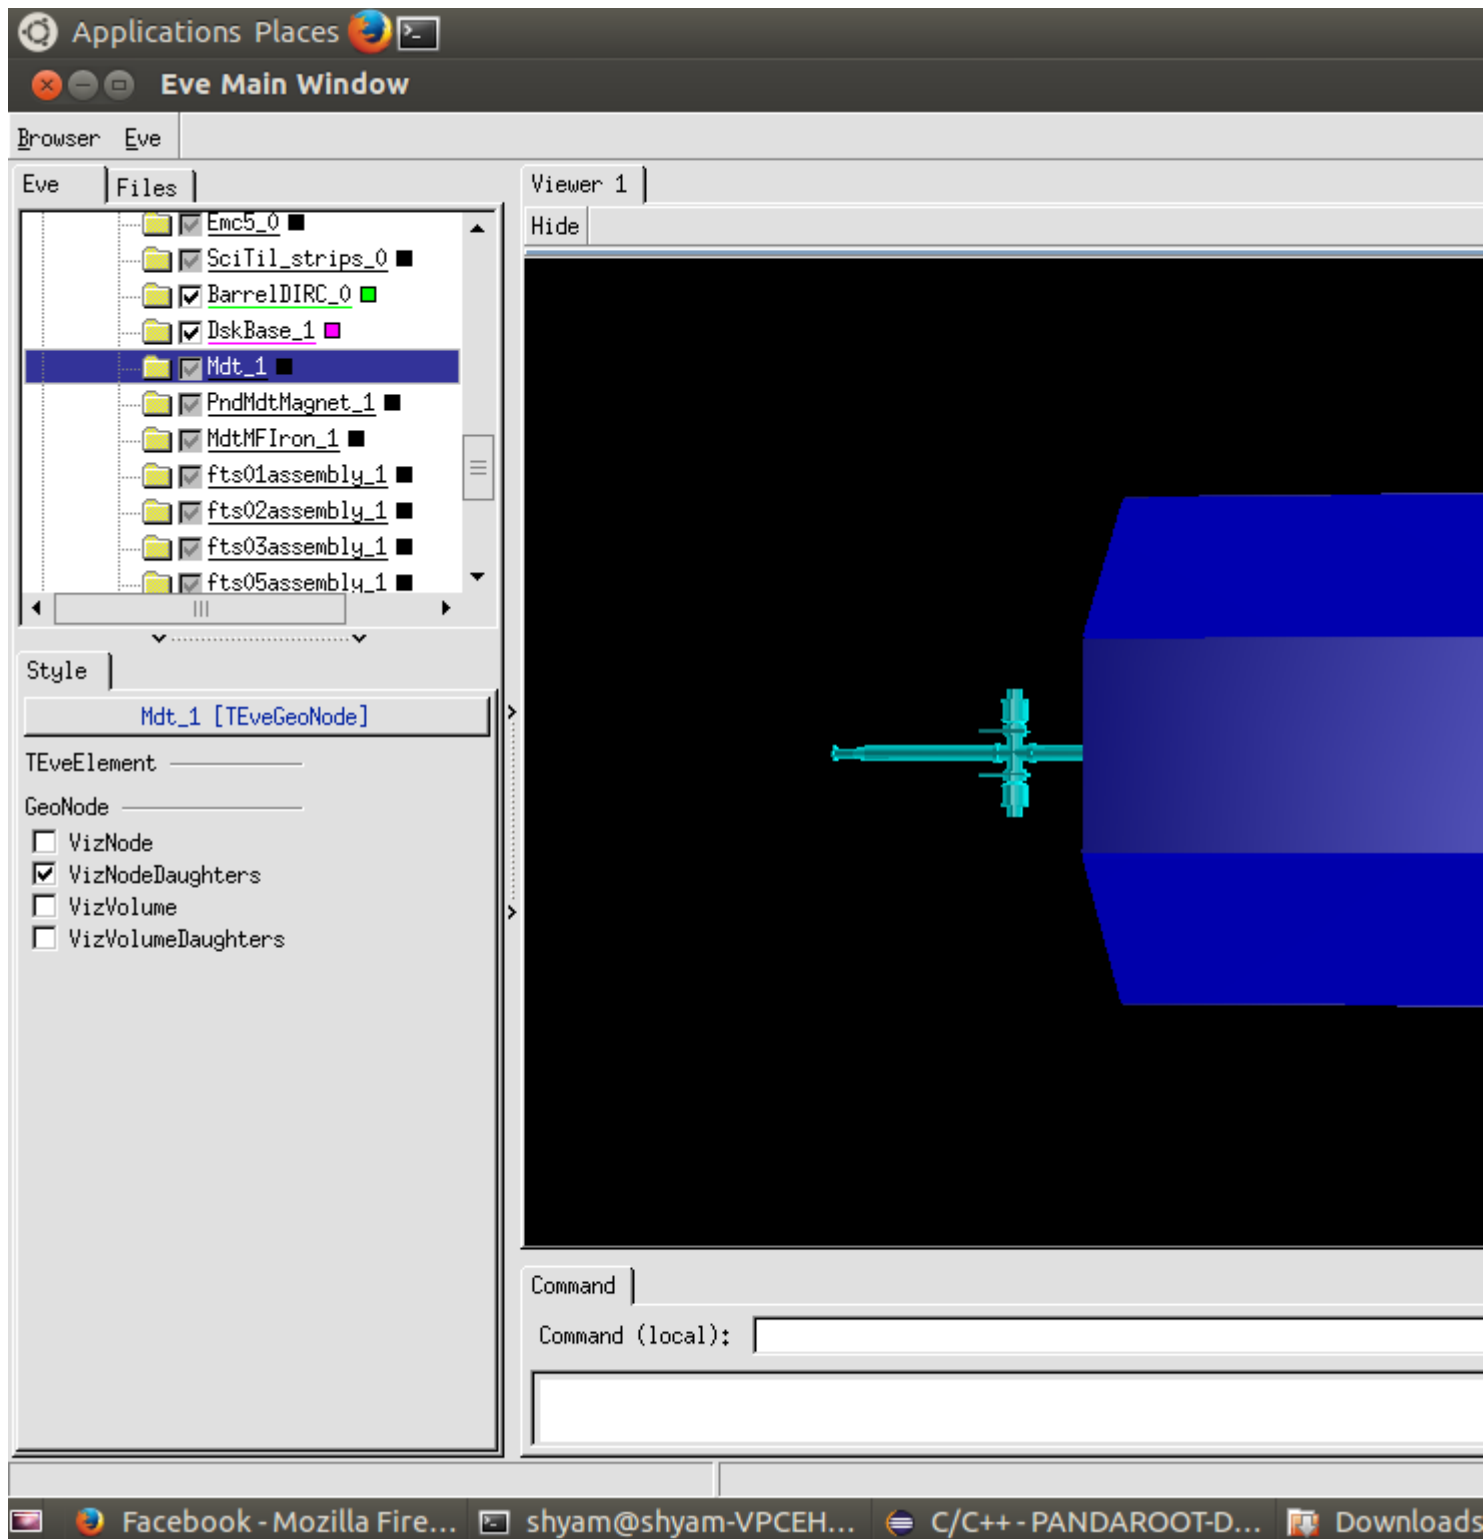 Applications Places
Eve Main Window
Browser Eve
Eve Files
Emc5_0
SciTil_strips_0
BarrelDIRC_0
DskBase_1
Mdt_1
PndMdtMagnet_1
MdtMFIron_1
fts01assembly_1
fts02assembly_1
fts03assembly_1
fts05assembly_1
Style
Mdt_1 [TEveGeoNode]
TEveElement
GeoNode
VizNode
VizNodeDaughters
VizVolume
VizVolumeDaughters
Viewer 1
Hide
Command
Command (local):
Facebook - Mozilla Fire... shyam@shyam-VPCEH... C/C++ - PANDAROOT-D... Downloads